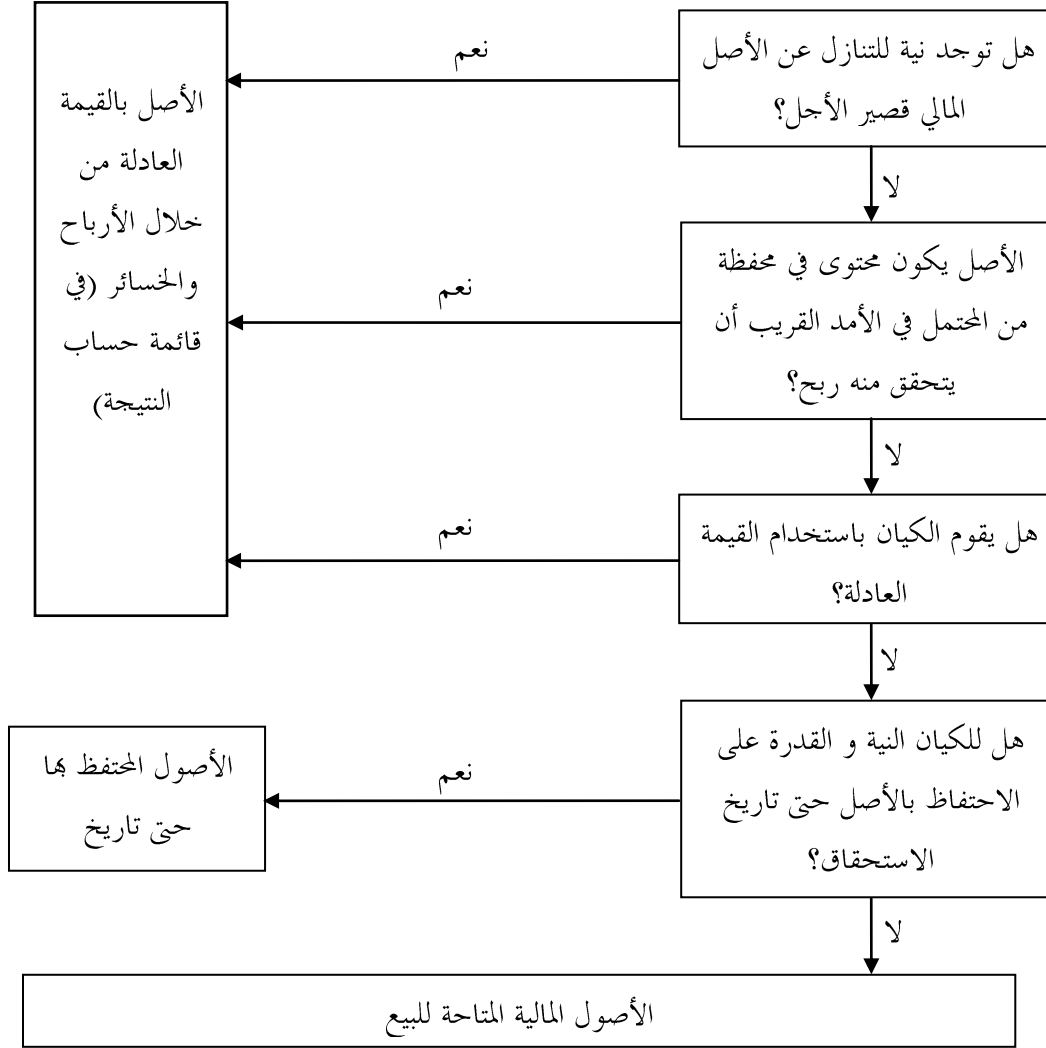 هل توجد نية للتنازل عن الأصل
المالي قصير الأجل؟
نعم
الأصل بالقيمة
العادلة من
خلال الأرباح
والخسائر (في
قائمة حساب
النتيجة)
لا
الأصل يكون محتوى في محفظة
من المحتمل في الأمد القريب أن
يتحقق منه ربح؟
نعم
لا
هل يقوم الكيان باستخدام القيمة
العادلة؟
نعم
لا
هل للكيان النية و القدرة على
الاحتفاظ بالأصل حتى تاريخ
الاستحقاق؟
نعم
الأصول المحتفظ بها
حتى تاريخ
لا
الأصول المالية المتاحة للبيع